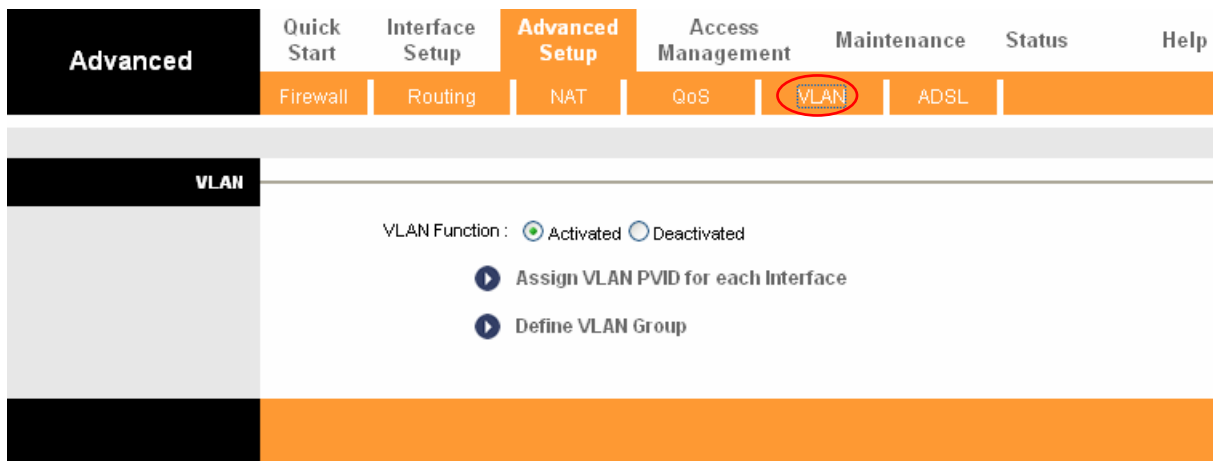 Advanced
Quick Start
Interface Setup
Advanced Setup
Access Management
Maintenance
Status
Help
Firewall
Routing
NAT
QoS
VLAN
ADSL
VLAN
VLAN Function : Activated Deactivated
Assign VLAN PVID for each Interface
Define VLAN Group